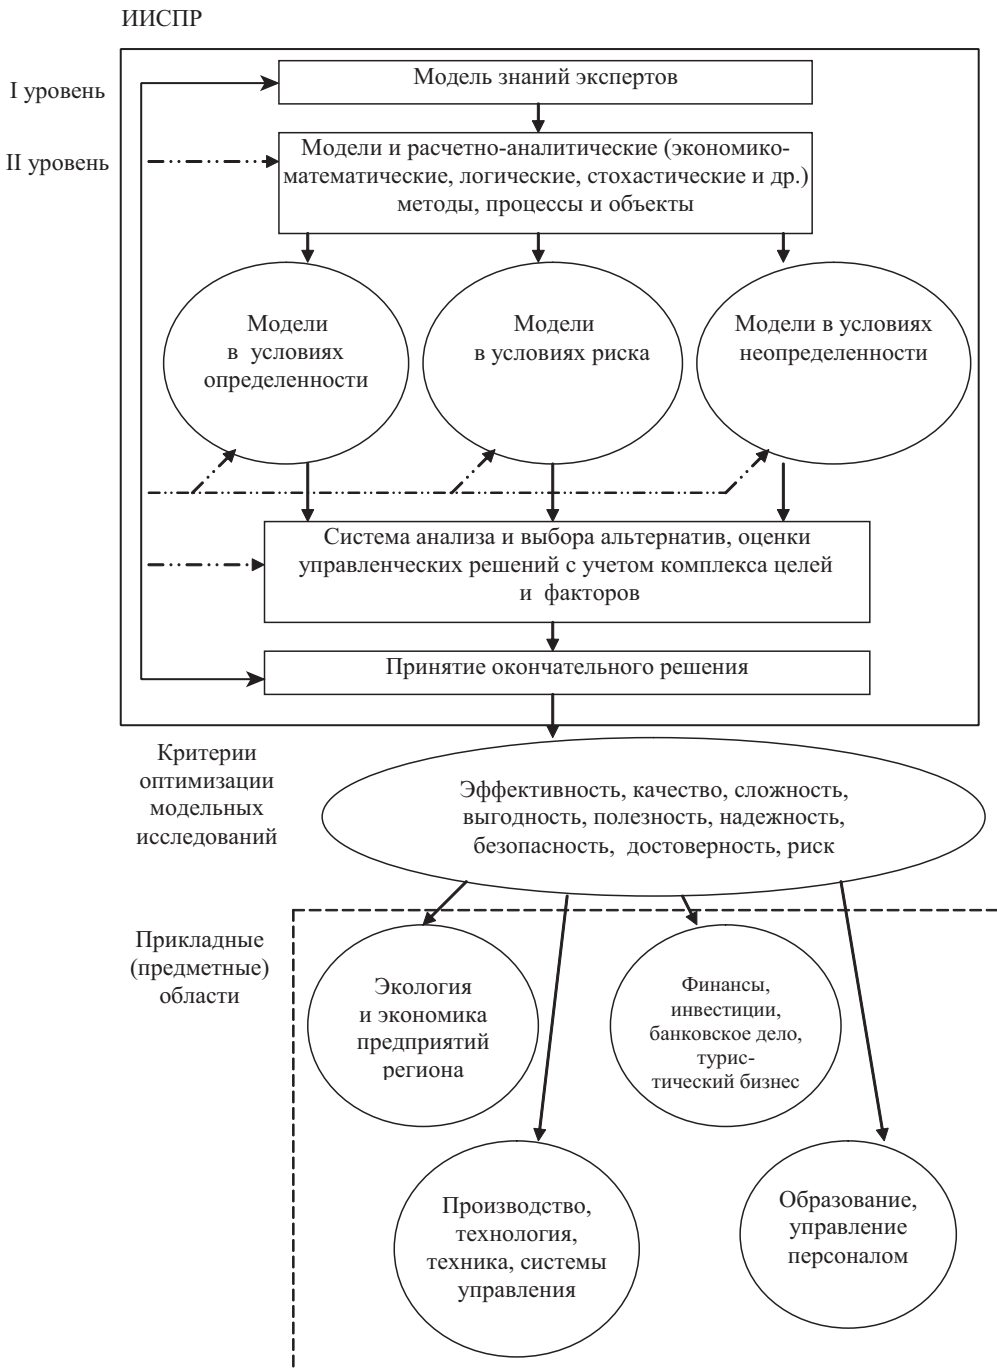 ИИСПР
I уровень
Модель знаний экспертов
II уровень
Модели и расчетно-аналитические (экономико-
математические, логические, стохастические и др.)
методы, процессы и объекты
Модели
в условиях
определенности
Модели
в условиях риска
Модели в условиях
неопределенности
Система анализа и выбора альтернатив, оценки
управленческих решений с учетом комплекса целей
и факторов
Принятие окончательного решения
Критерии
оптимизации
модельных
исследований
Эффективность, качество, сложность,
выгодность, полезность, надежность,
безопасность, достоверность, риск
Прикладные
(предметные)
области
Экология
и экономика
предприятий
региона
Финансы,
инвестиции,
банковское дело,
турис-
тический бизнес
Производство,
технология,
техника, системы
управления
Образование,
управление
персоналом